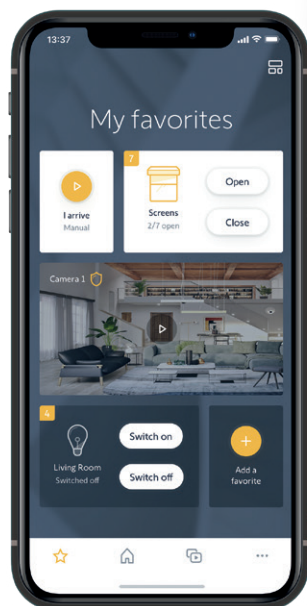 13:37
My favorites
7
I arrive
Manual
Screens
2/7 open
Open
Close
Camera 1
4
Living Room
Switched off
Switch on
Switch off
Add a
favorite